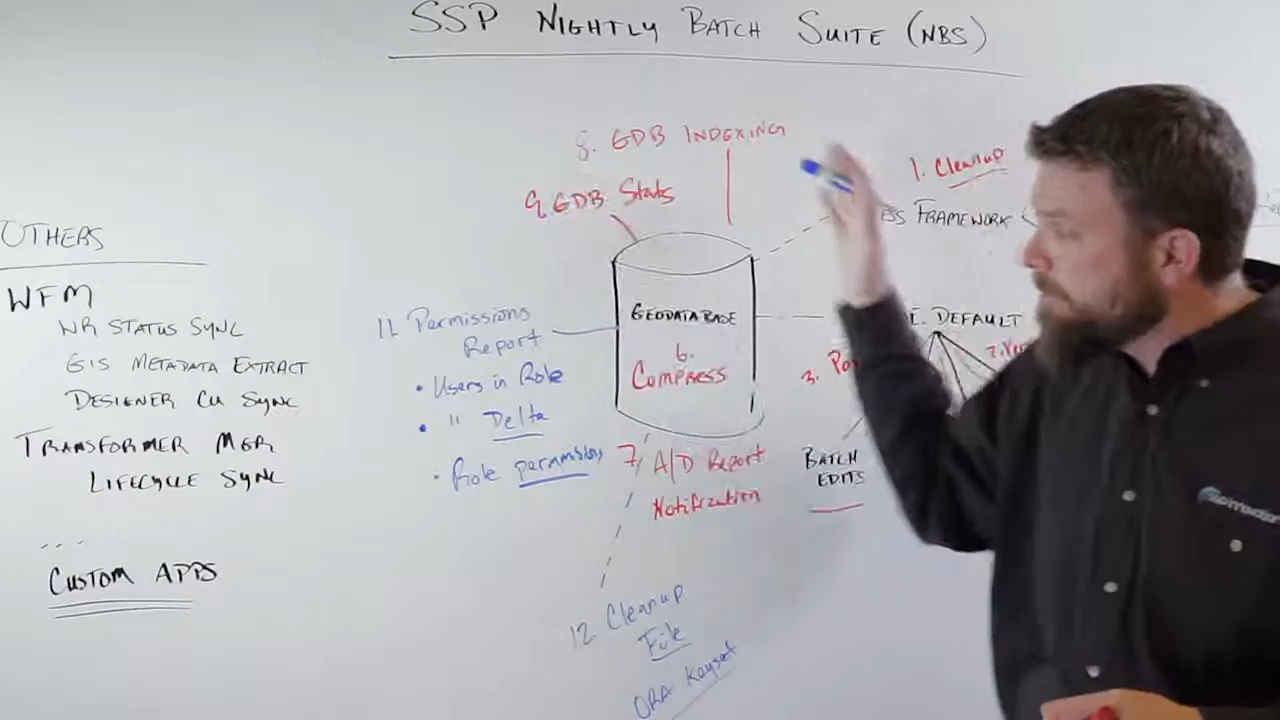 SSP NIGHTLY BATCH SUITE (NBS)
8. GDB INDEXING
9. GDB Stats
1. Cleanup
FRAMEWORK
OTHERS
WFM
WR STATUS SYNC
GIS METADATA EXTRACT
DESIGNER CU SYNC
TRANSFORMER MGR
LIFECYCLE SYNC
...
CUSTOM APPS
11. Permissions
Report
• Users in Role
• " Delta
• Role permissions
GEODATABASE
6.
COMPRESS
DEFAULT
2.
3.
7. A/D Report
Notification
BATCH
EDITS
12. Cleanup
File
ORA Keyset